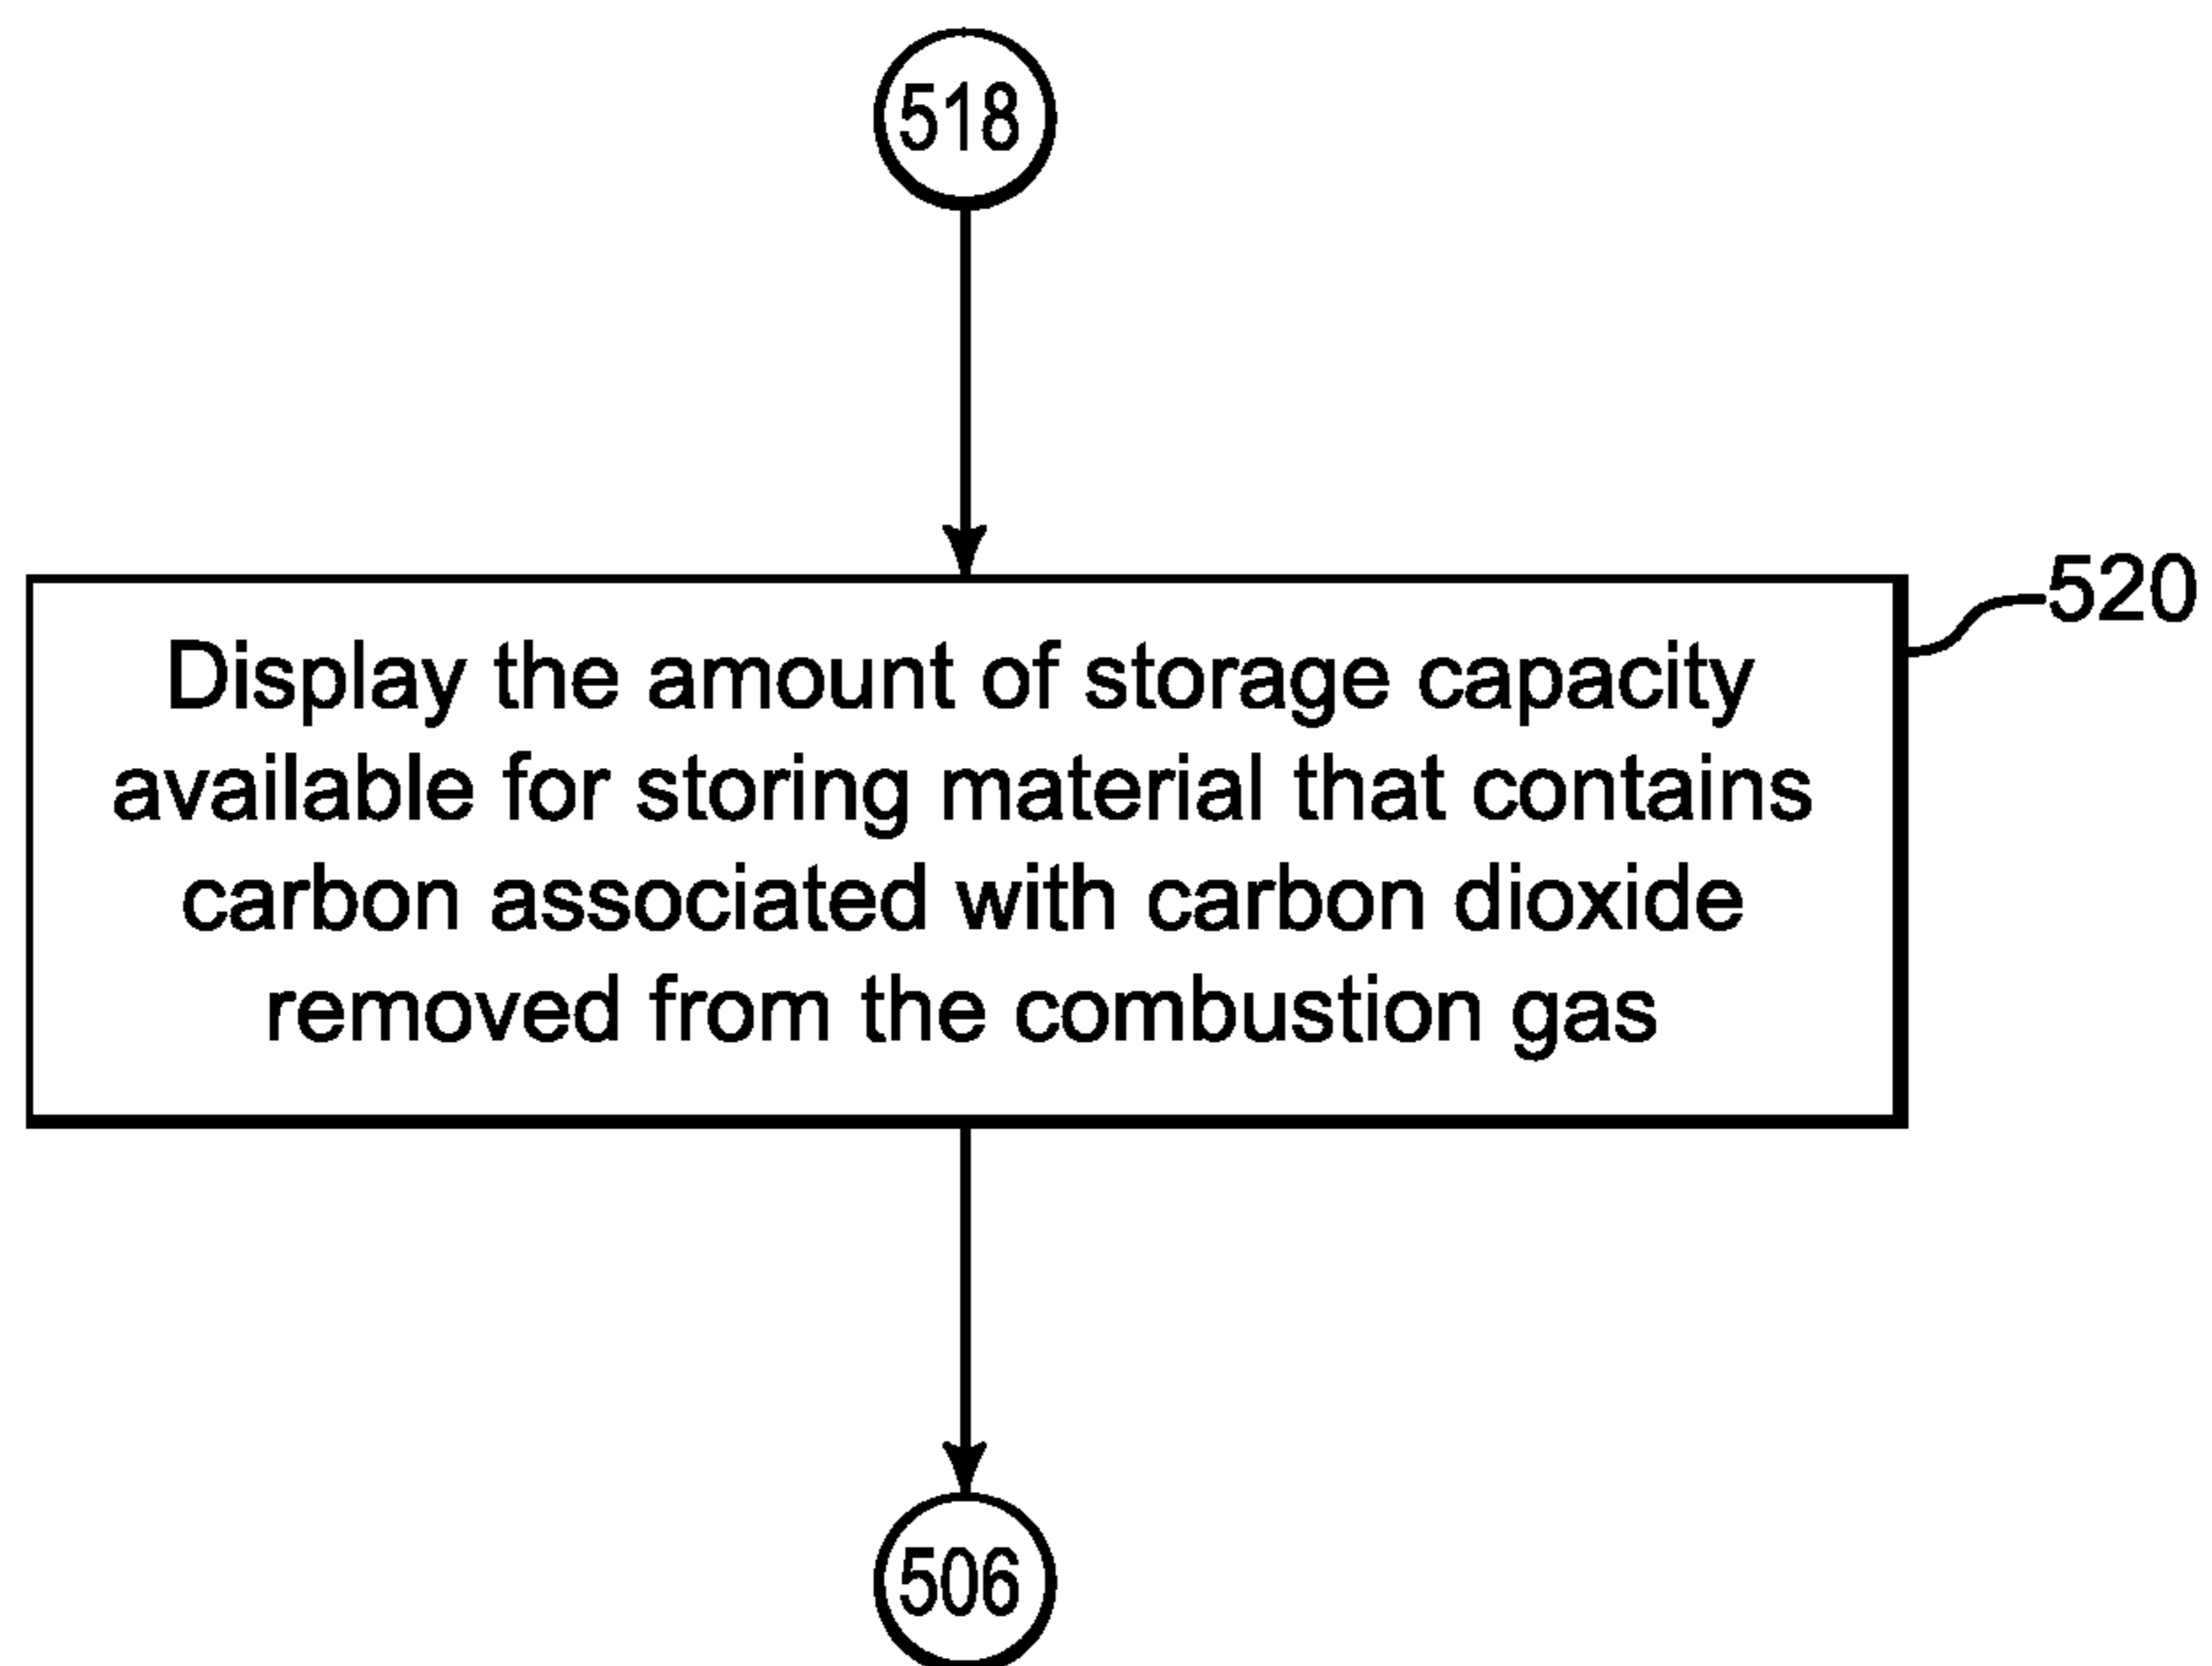 518
520
Display the amount of storage capacity
available for storing material that contains
carbon associated with carbon dioxide
removed from the combustion gas
506